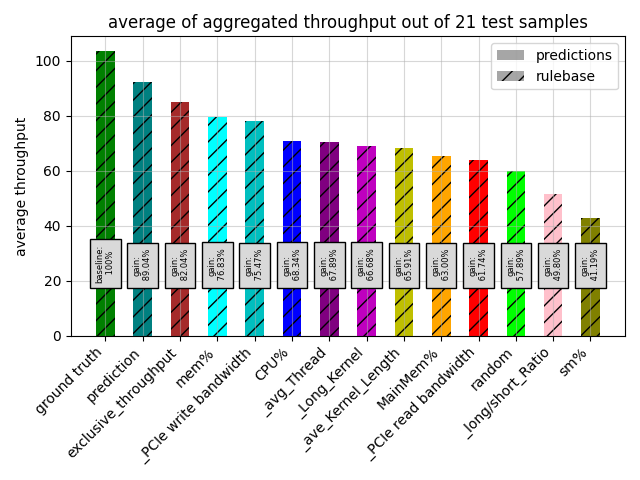 average of aggregated throughput out of 21 test samples
predictions
rulebase
average throughput
100
80
60
40
20
0
baseline:
100%
gain:
89.04%
gain:
82.04%
gain:
76.83%
gain:
75.47%
gain:
68.34%
gain:
67.99%
gain:
66.68%
gain:
65.91%
gain:
63.00%
gain:
61.74%
gain:
57.89%
gain:
49.80%
gain:
41.19%
ground truth
prediction
exclusive_throughput
mem%
_PCIe write bandwidth
CPU%
_avg_Thread
_Long_Kernel
_ave_Kernel_Length
MainMem%
_PCIe read bandwidth
random
_long/short_Ratio
sm%